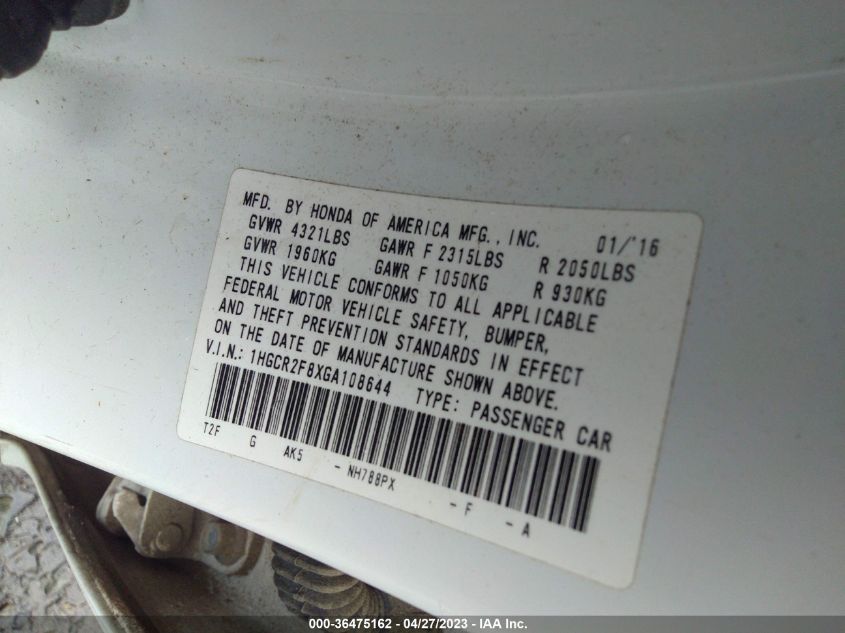 MFD. BY HONDA OF AMERICA MFG., INC. 01/'16
GVWR 4321LBS GAWR F 2315LBS R 2050LBS
GVWR 1960KG GAWR F 1050KG R 930KG
THIS VEHICLE CONFORMS TO ALL APPLICABLE
FEDERAL MOTOR VEHICLE SAFETY, BUMPER,
AND THEFT PREVENTION STANDARDS IN EFFECT
ON THE DATE OF MANUFACTURE SHOWN ABOVE.
V.I.N.: 1HGCR2F8XGA108644 TYPE: PASSENGER CAR
T2F G AK5 - NH788PX - F - A
000-36475162 - 04/27/2023 - IAA Inc.